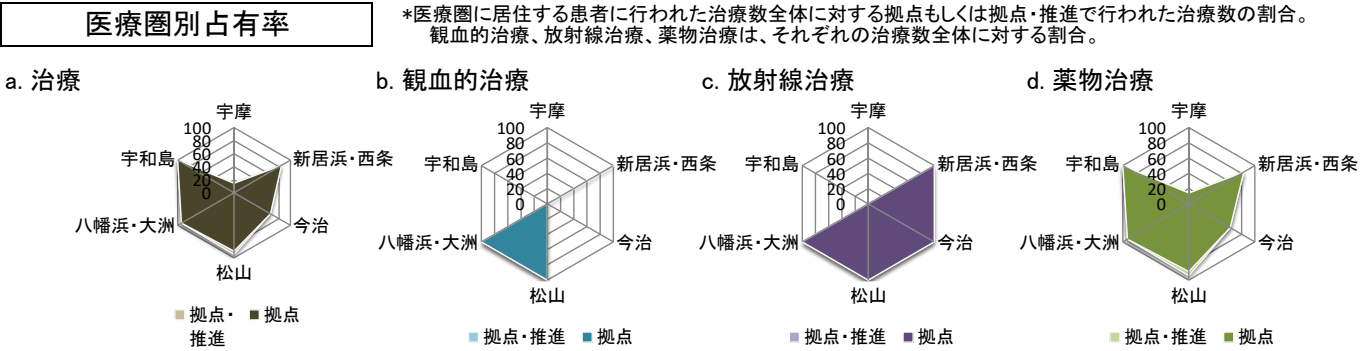 医療圏別占有率
*医療圏に居住する患者に行われた治療数全体に対する拠点もしくは拠点・推進で行われた治療数の割合。
観血的治療、放射線治療、薬物治療は、それぞれの治療数全体に対する割合。
a. 治療
宇摩
新居浜・西条
今治
松山
八幡浜・大洲
宇和島
100
80
60
40
20
0
拠点・推進
拠点
b. 観血的治療
宇摩
新居浜・西条
今治
松山
八幡浜・大洲
宇和島
100
80
60
40
20
0
拠点・推進
拠点
c. 放射線治療
宇摩
新居浜・西条
今治
松山
八幡浜・大洲
宇和島
100
80
60
40
20
0
拠点・推進
拠点
d. 薬物治療
宇摩
新居浜・西条
今治
松山
八幡浜・大洲
宇和島
100
80
60
40
20
0
拠点・推進
拠点